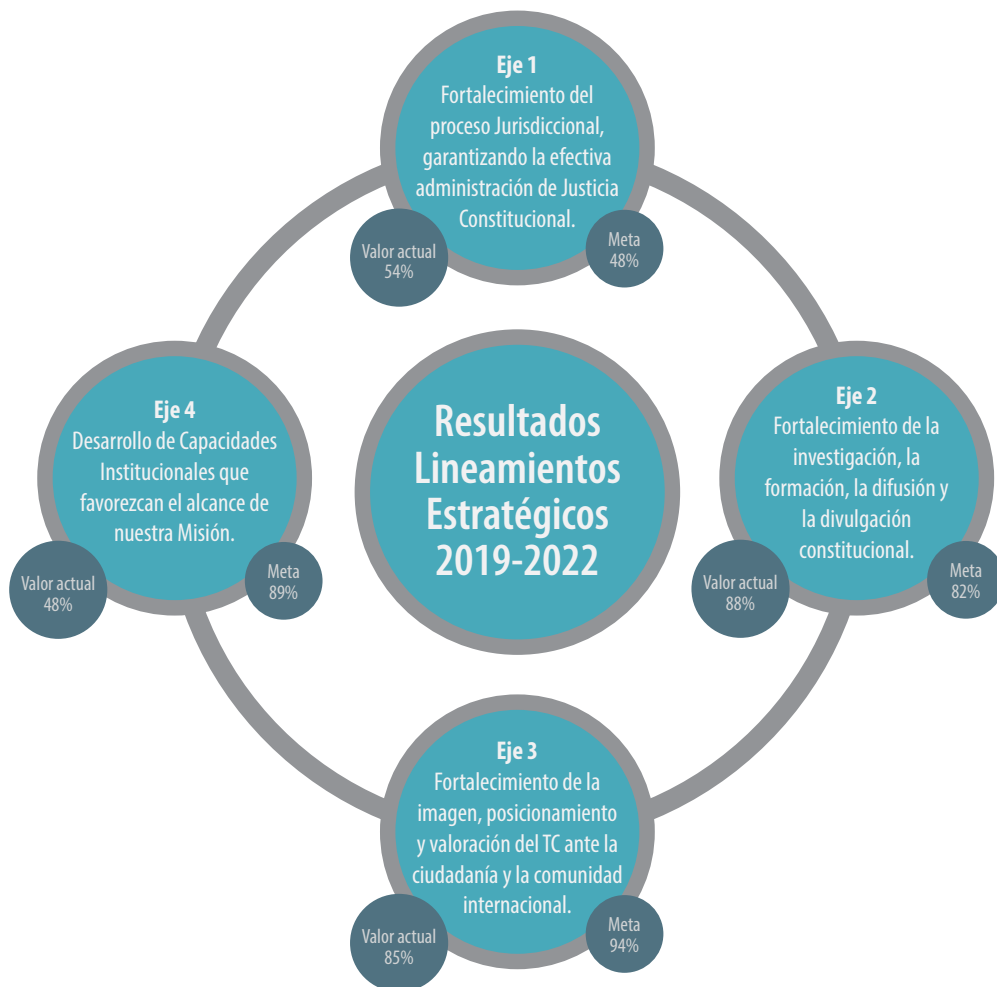 Eje 1
Fortalecimiento del
proceso Jurisdiccional,
garantizando la efectiva
administración de Justicia
Constitucional.
Valor actual
54%
Meta
48%
Resultados
Lineamientos
Estratégicos
2019-2022
Eje 2
Fortalecimiento de la
investigación, la
formación, la difusión y
la divulgación
constitucional.
Valor actual
88%
Meta
82%
Eje 3
Fortalecimiento de la
imagen, posicionamiento
y valoración del TC ante la
ciudadanía y la comunidad
internacional.
Valor actual
85%
Meta
94%
Eje 4
Desarrollo de Capacidades
Institucionales que
favorezcan el alcance de
nuestra Misión.
Valor actual
48%
Meta
89%